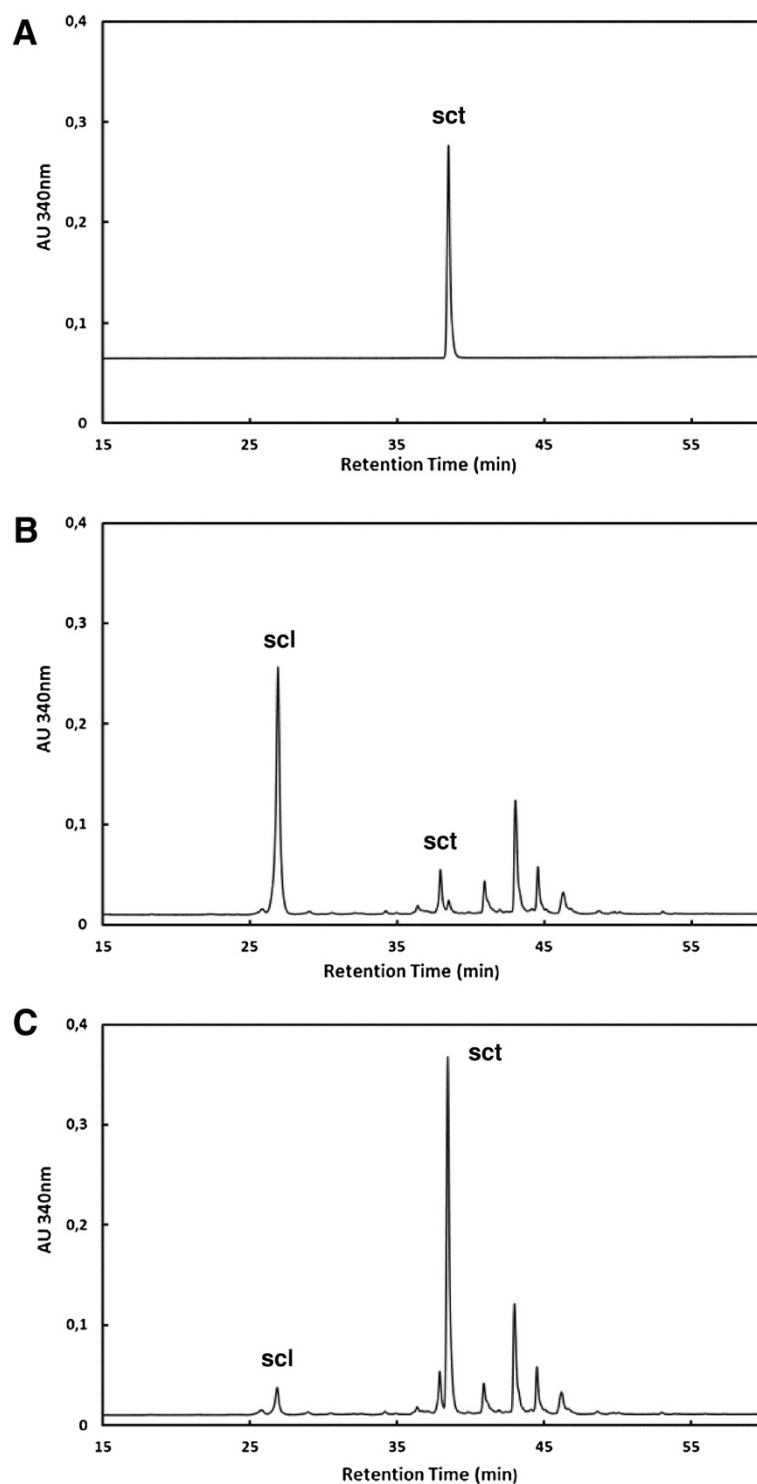 A
0,4
0,3
0,2
0,1
0
AU 340nm
sct
15 25 35 45 55
Retention Time (min)
B
0,4
0,3
0,2
0,1
0
AU 340nm
scl
sct
15 25 35 45 55
Retention Time (min)
C
0,4
0,3
0,2
0,1
0
AU 340nm
sct
scl
15 25 35 45 55
Retention Time (min)